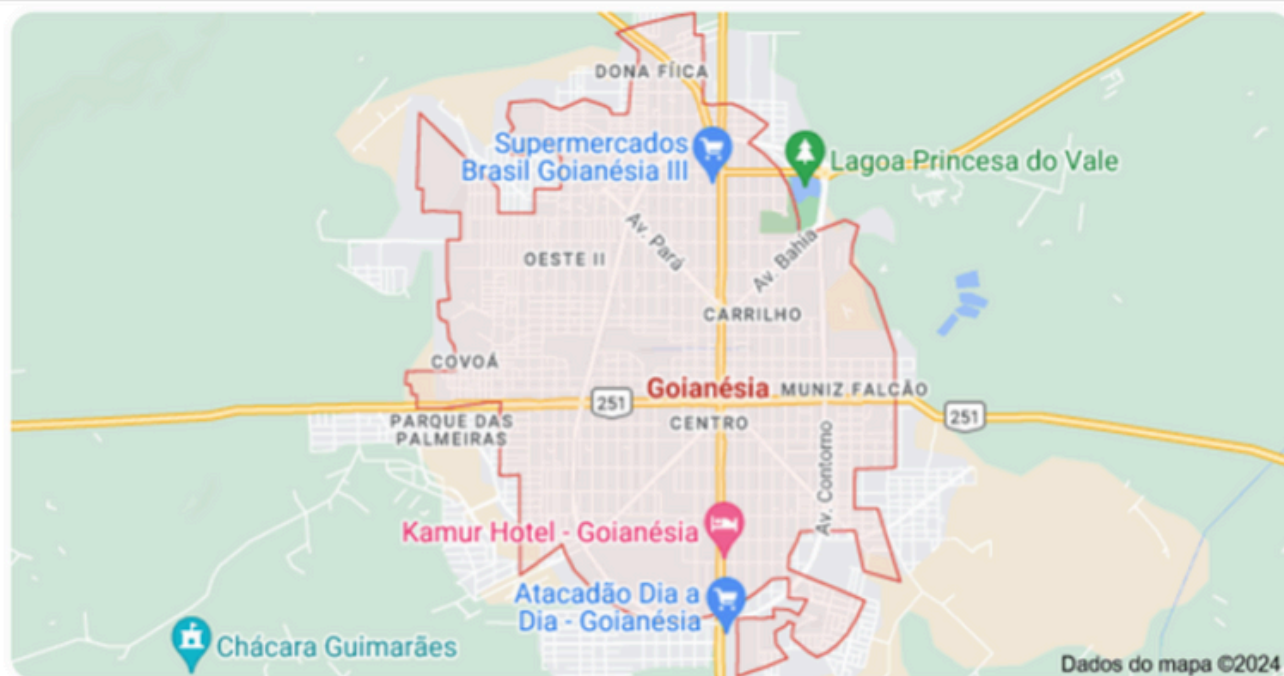 DONA FÍICA
Supermercados
Brasil Goianésia III
Lagoa Princesa do Vale
Av. Pará
Av. Bahia
OESTE II
CARRILHO
COVOÁ
Goianésia
MUNIZ FALCÃO
251
251
PARQUE DAS
PALMEIRAS
CENTRO
Av. Contorno
Kamur Hotel - Goianésia
Atacadão Dia a
Dia - Goianésia
Chácara Guimarães
Dados do mapa ©2024